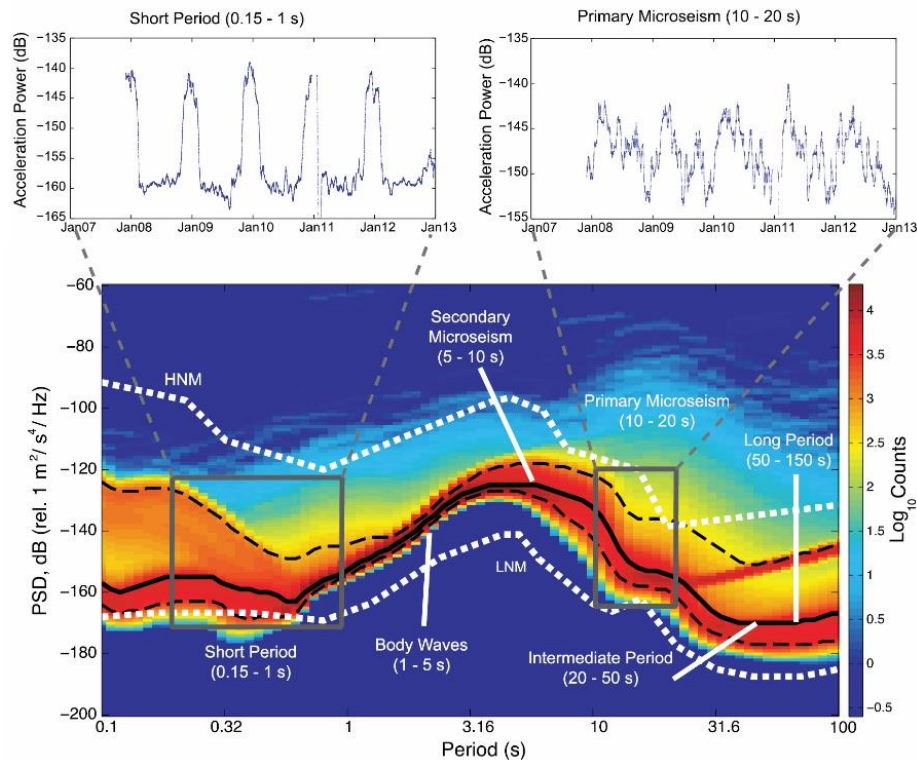 Short Period (0.15 - 1 s)
Acceleration Power (dB)
−135
−140
−145
−150
−155
−160
−165
Jan07
Jan08
Jan09
Jan10
Jan11
Jan12
Jan13
Primary Microseism (10 - 20 s)
Acceleration Power (dB)
−135
−140
−145
−150
−155
Jan07
Jan08
Jan09
Jan10
Jan11
Jan12
Jan13
PSD, dB (rel. 1 m²/ s⁴/ Hz)
−60
−80
−100
−120
−140
−160
−180
−200
HNM
Secondary
Microseism
(5 - 10 s)
Primary Microseism
(10 - 20 s)
Long Period
(50 - 150 s)
LNM
Short Period
(0.15 - 1 s)
Body Waves
(1 - 5 s)
Intermediate Period
(20 - 50 s)
0.1
0.32
1
3.16
10
31.6
100
Period (s)
4.0
3.5
3.0
2.5
2.0
1.5
1.0
0.5
0
−0.5
Log₁₀ Counts